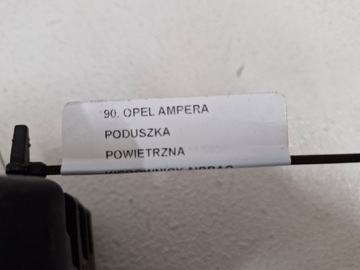 90. OPEL AMPERA
PODUSZKA
POWIETRZNA